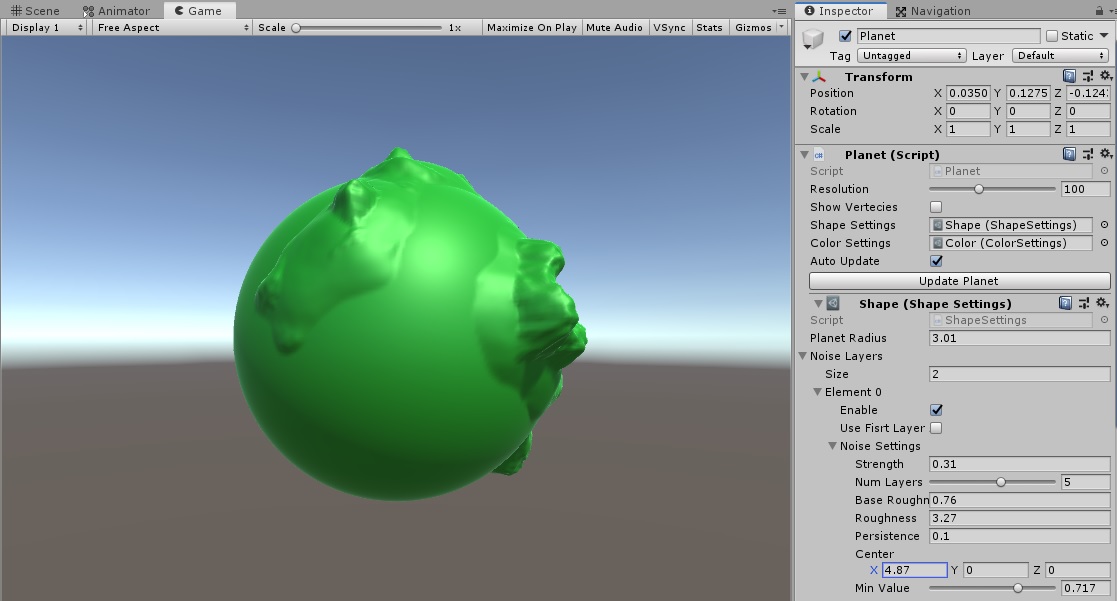 Scene Animator Game
Display 1 Free Aspect Scale 1x Maximize On Play Mute Audio VSync Stats Gizmos
Inspector Navigation
Planet Static
Tag Untagged Layer Default
Transform
Position X 0.0350 Y 0.1275 Z
Rotation X 0 Y 0 Z 0
Scale X 1 Y 1 Z 1
Planet (Script)
Script Planet
Resolution 100
Show Vertecies
Shape Settings Shape (ShapeSettings)
Color Settings Color (ColorSettings)
Auto Update
Update Planet
Shape (Shape Settings)
Script ShapeSettings
Planet Radius 3.01
Noise Layers
Size 2
Element 0
Enable
Use Fisrt Layer
Noise Settings
Strength 0.31
Num Layers 5
Base Roughn 0.76
Roughness 3.27
Persistence 0.1
Center
X 4.87 Y 0 Z 0
Min Value 0.717